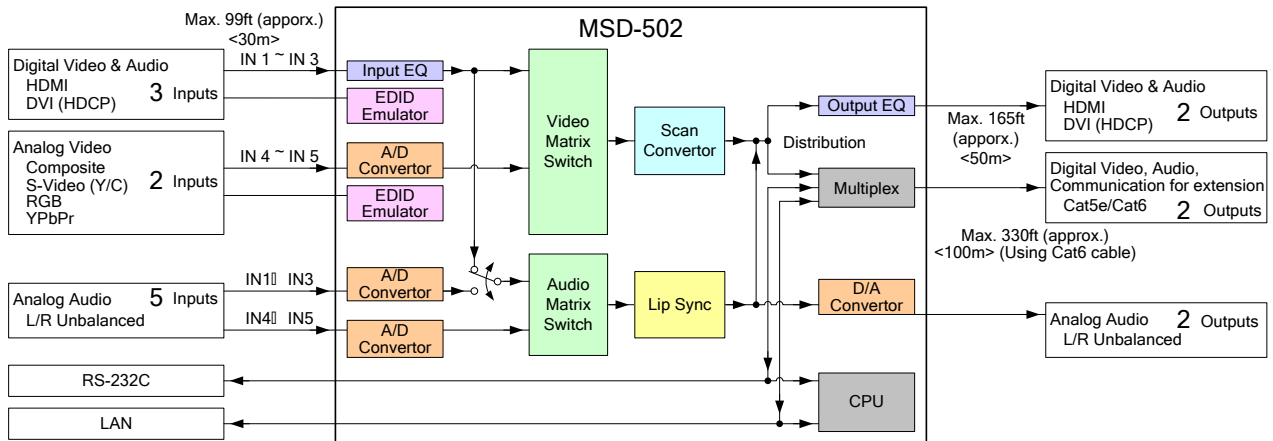 MSD-502
Max. 99ft (apporx.)
<30m>
IN 1 ~ IN 3
Digital Video & Audio
HDMI
DVI (HDCP)
3 Inputs
Analog Video
Composite
S-Video (Y/C)
RGB
YPbPr
2 Inputs
IN 4 ~ IN 5
Analog Audio
L/R Unbalanced
5 Inputs
IN1▯ IN3
IN4▯ IN5
RS-232C
LAN
Input EQ
EDID
Emulator
A/D
Convertor
EDID
Emulator
A/D
Convertor
A/D
Convertor
Video
Matrix
Switch
Audio
Matrix
Switch
Scan
Convertor
Lip Sync
Distribution
Output EQ
Multiplex
D/A
Convertor
CPU
Digital Video & Audio
HDMI
DVI (HDCP)
2 Outputs
Max. 165ft
(apporx.)
<50m>
Digital Video, Audio,
Communication for extension
Cat5e/Cat6
2 Outputs
Max. 330ft (approx.)
<100m> (Using Cat6 cable)
Analog Audio
L/R Unbalanced
2 Outputs